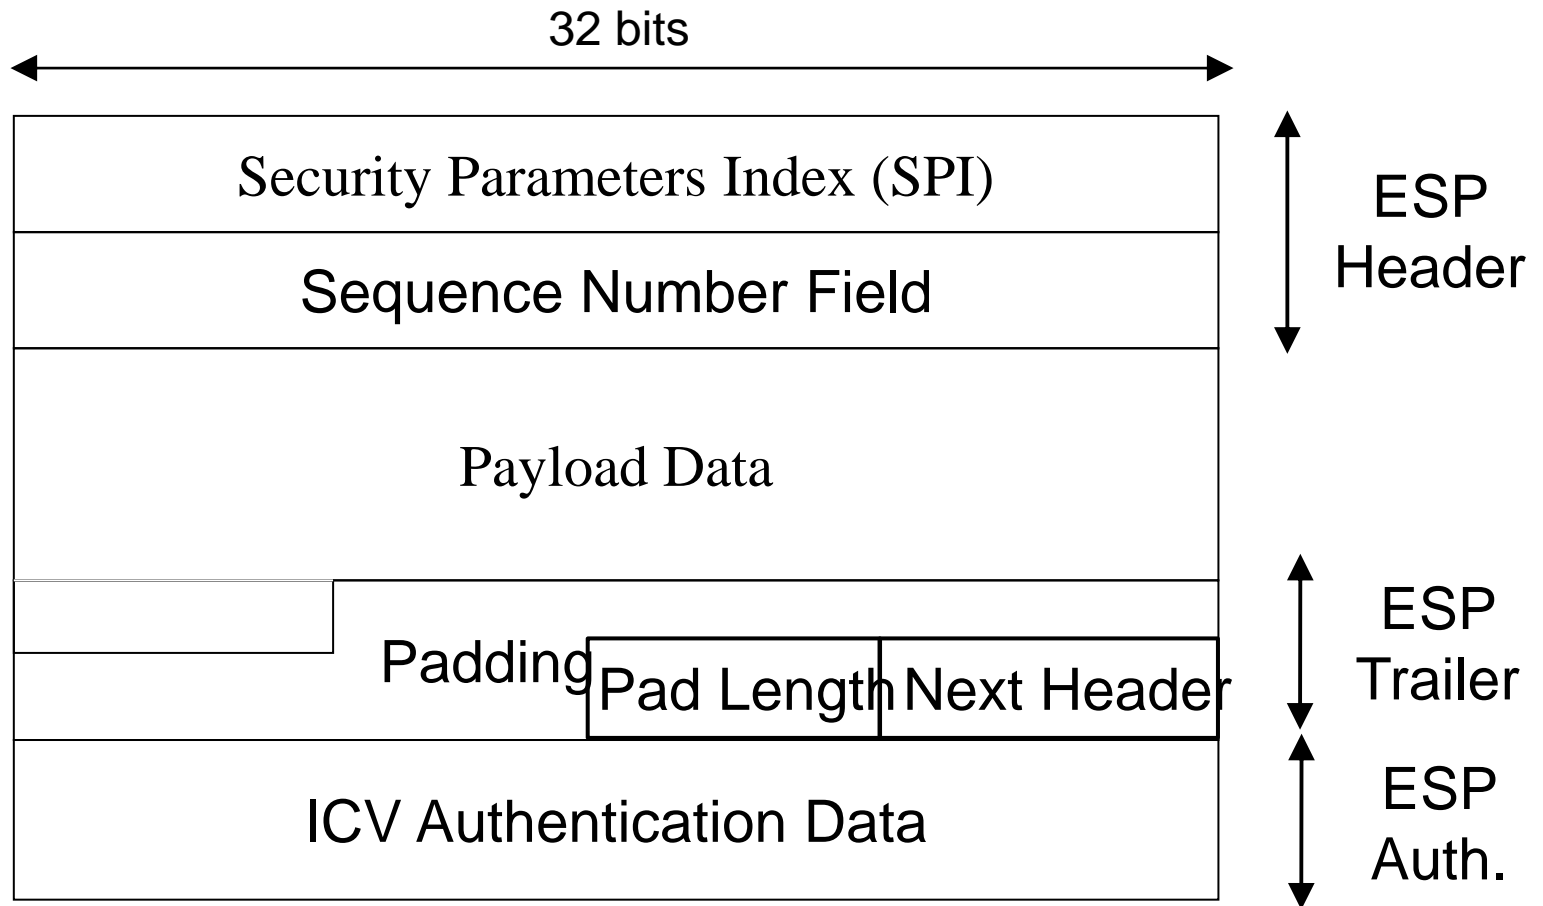 32 bits
Security Parameters Index (SPI)
ESP
Header
Sequence Number Field
Payload Data
ESP
Trailer
Padding
Pad Length
Next Header
ICV Authentication Data
ESP
Auth.